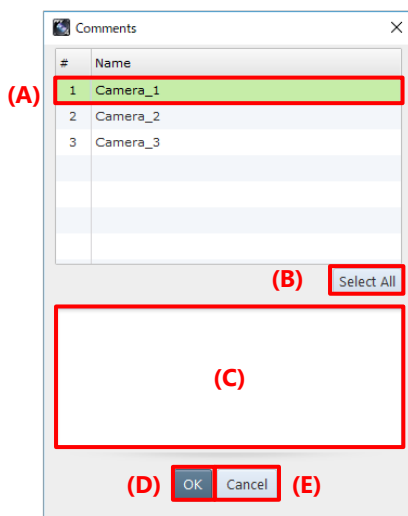 Comments
# Name
(A)
1 Camera_1
2 Camera_2
3 Camera_3
(B) Select All
(C)
(D) OK Cancel (E)